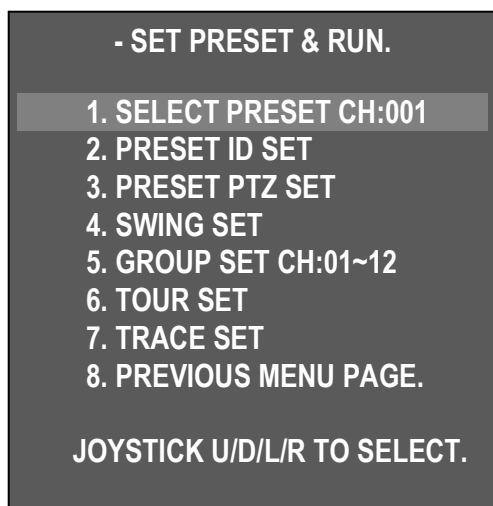 - SET PRESET & RUN.
1. SELECT PRESET CH:001
2. PRESET ID SET
3. PRESET PTZ SET
4. SWING SET
5. GROUP SET CH:01~12
6. TOUR SET
7. TRACE SET
8. PREVIOUS MENU PAGE.
JOYSTICK U/D/L/R TO SELECT.